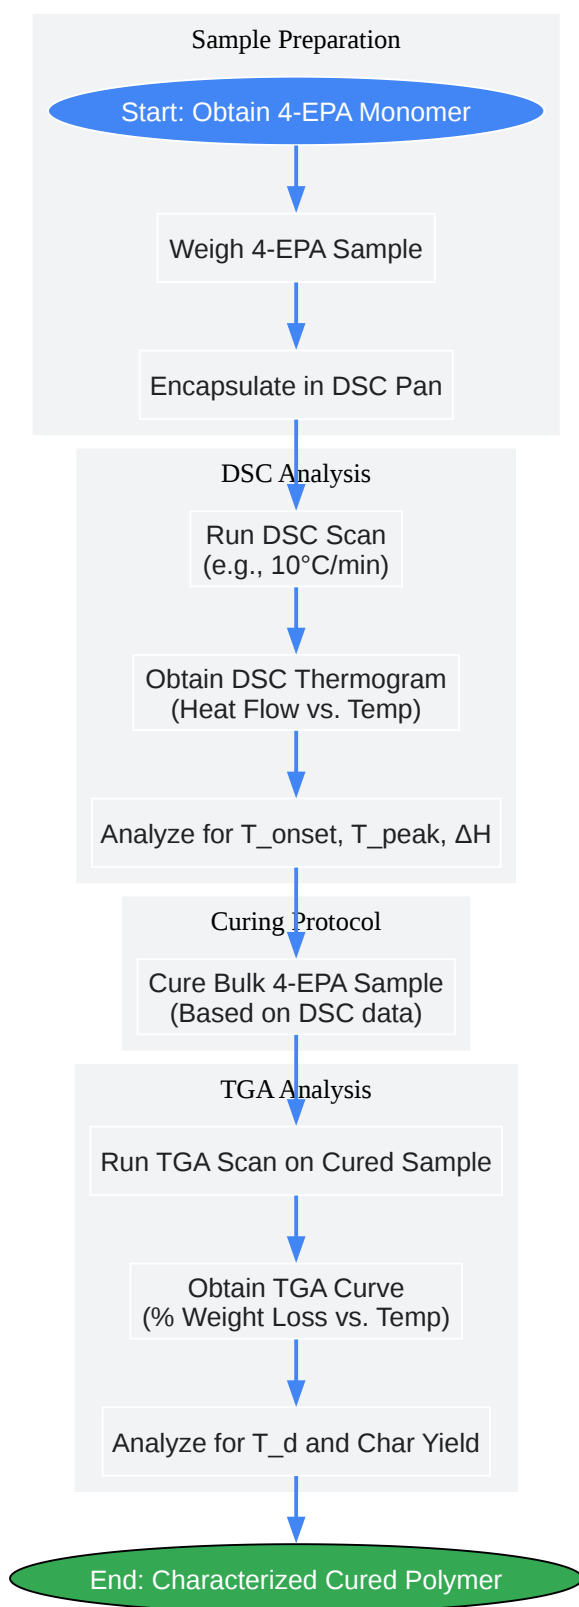 Sample Preparation
Start: Obtain 4-EPA Monomer
Weigh 4-EPA Sample
Encapsulate in DSC Pan
DSC Analysis
Run DSC Scan
(e.g., 10°C/min)
Obtain DSC Thermogram
(Heat Flow vs. Temp)
Analyze for T_onset, T_peak, ΔH
Curing Protocol
Cure Bulk 4-EPA Sample
(Based on DSC data)
TGA Analysis
Run TGA Scan on Cured Sample
Obtain TGA Curve
(% Weight Loss vs. Temp)
Analyze for T_d and Char Yield
End: Characterized Cured Polymer